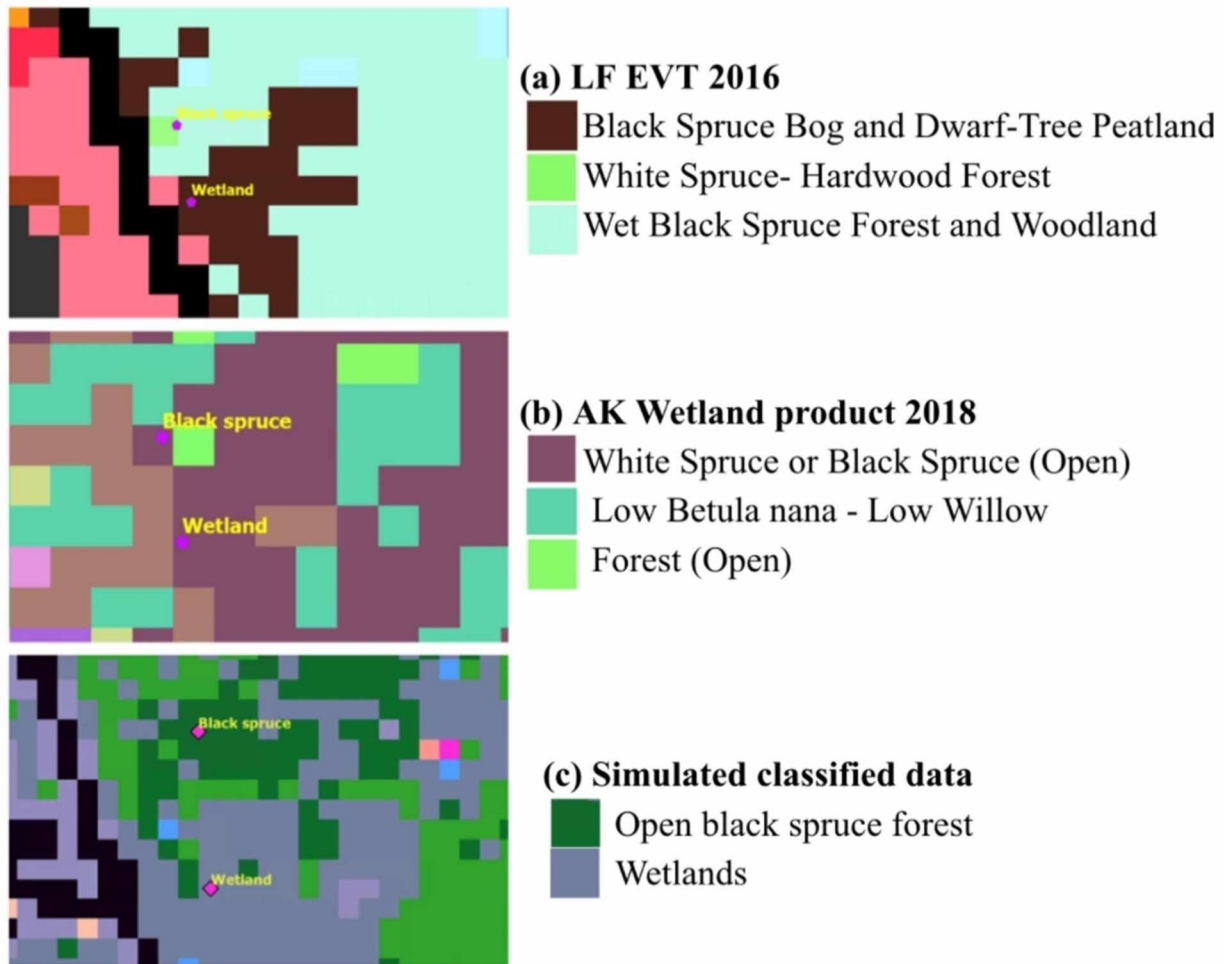 (a) LF EVT 2016
Black Spruce Bog and Dwarf-Tree Peatland
White Spruce- Hardwood Forest
Wet Black Spruce Forest and Woodland
Black spruce
Wetland
(b) AK Wetland product 2018
White Spruce or Black Spruce (Open)
Low Betula nana - Low Willow
Forest (Open)
Black spruce
Wetland
(c) Simulated classified data
Open black spruce forest
Wetlands
Black spruce
Wetland